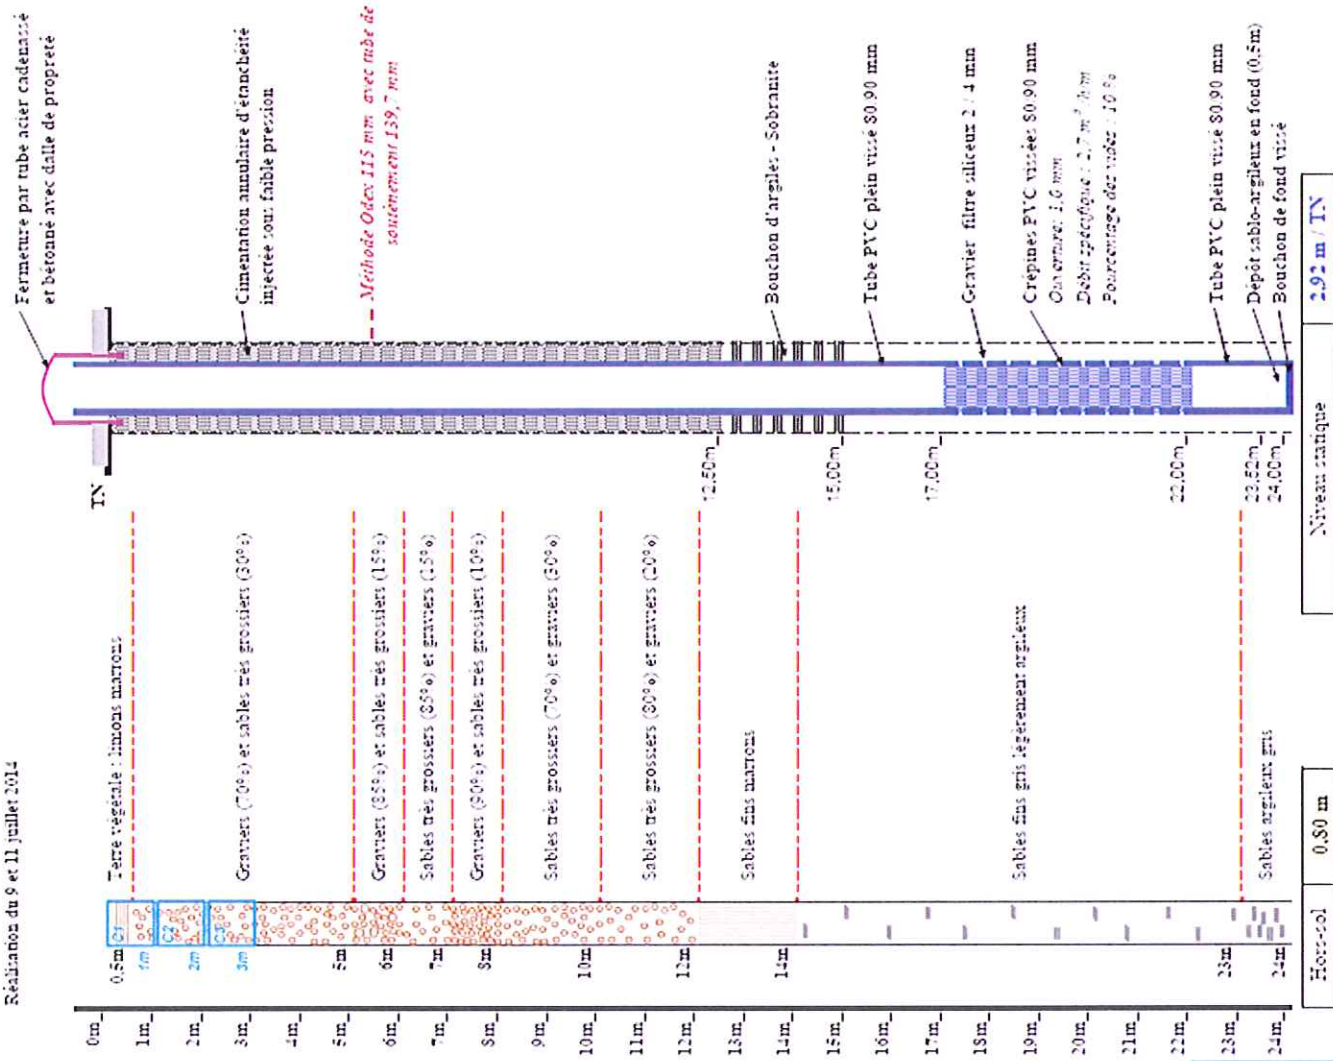 Réalisation du 9 et 11 juillet 2014
0m
1m
2m
3m
4m
5m
6m
7m
8m
9m
10m
11m
12m
13m
14m
15m
16m
17m
18m
19m
20m
21m
22m
23m
24m
0.5m
1m
2m
3m
5m
6m
7m
8m
10m
12m
14m
23m
24m
C1
C2
C3
Terre végétale : limons marrons
Graviers (70%) et sables très grossiers (30%)
Graviers (85%) et sables très grossiers (15%)
Sables très grossiers (85%) et graviers (15%)
Graviers (90%) et sables très grossiers (10%)
Sables très grossiers (70%) et graviers (30%)
Sables très grossiers (80%) et graviers (20%)
Sables fins marrons
Sables fins gris légèrement argileux
Sables argileux gris
TN
12,50m
15,00m
17,00m
22,00m
23,52m
24,00m
Fermeture par tube acier cadenassé
et bétonné avec dalle de propreté
Cimentation annulaire d'étanchéité
injectée sous faible pression
Méthode Odex 115 mm avec tube de
soutènement 139,7 mm
Bouchon d'argiles - Sobranite
Tube PVC plein vissé 80/90 mm
Gravier filtre siliceux 2 / 4 mm
Crépines PVC vissées 80/90 mm
Ouverture: 1,0 mm
Débit spécifique : 2,7 m³/h/m
Pourcentage des vides : 10 %
Tube PVC plein vissé 80/90 mm
Dépôt sablo-argileux en fond (0,5m)
Bouchon de fond vissé
Hors-sol
0.80 m
Niveau statique
2.92 m / TN